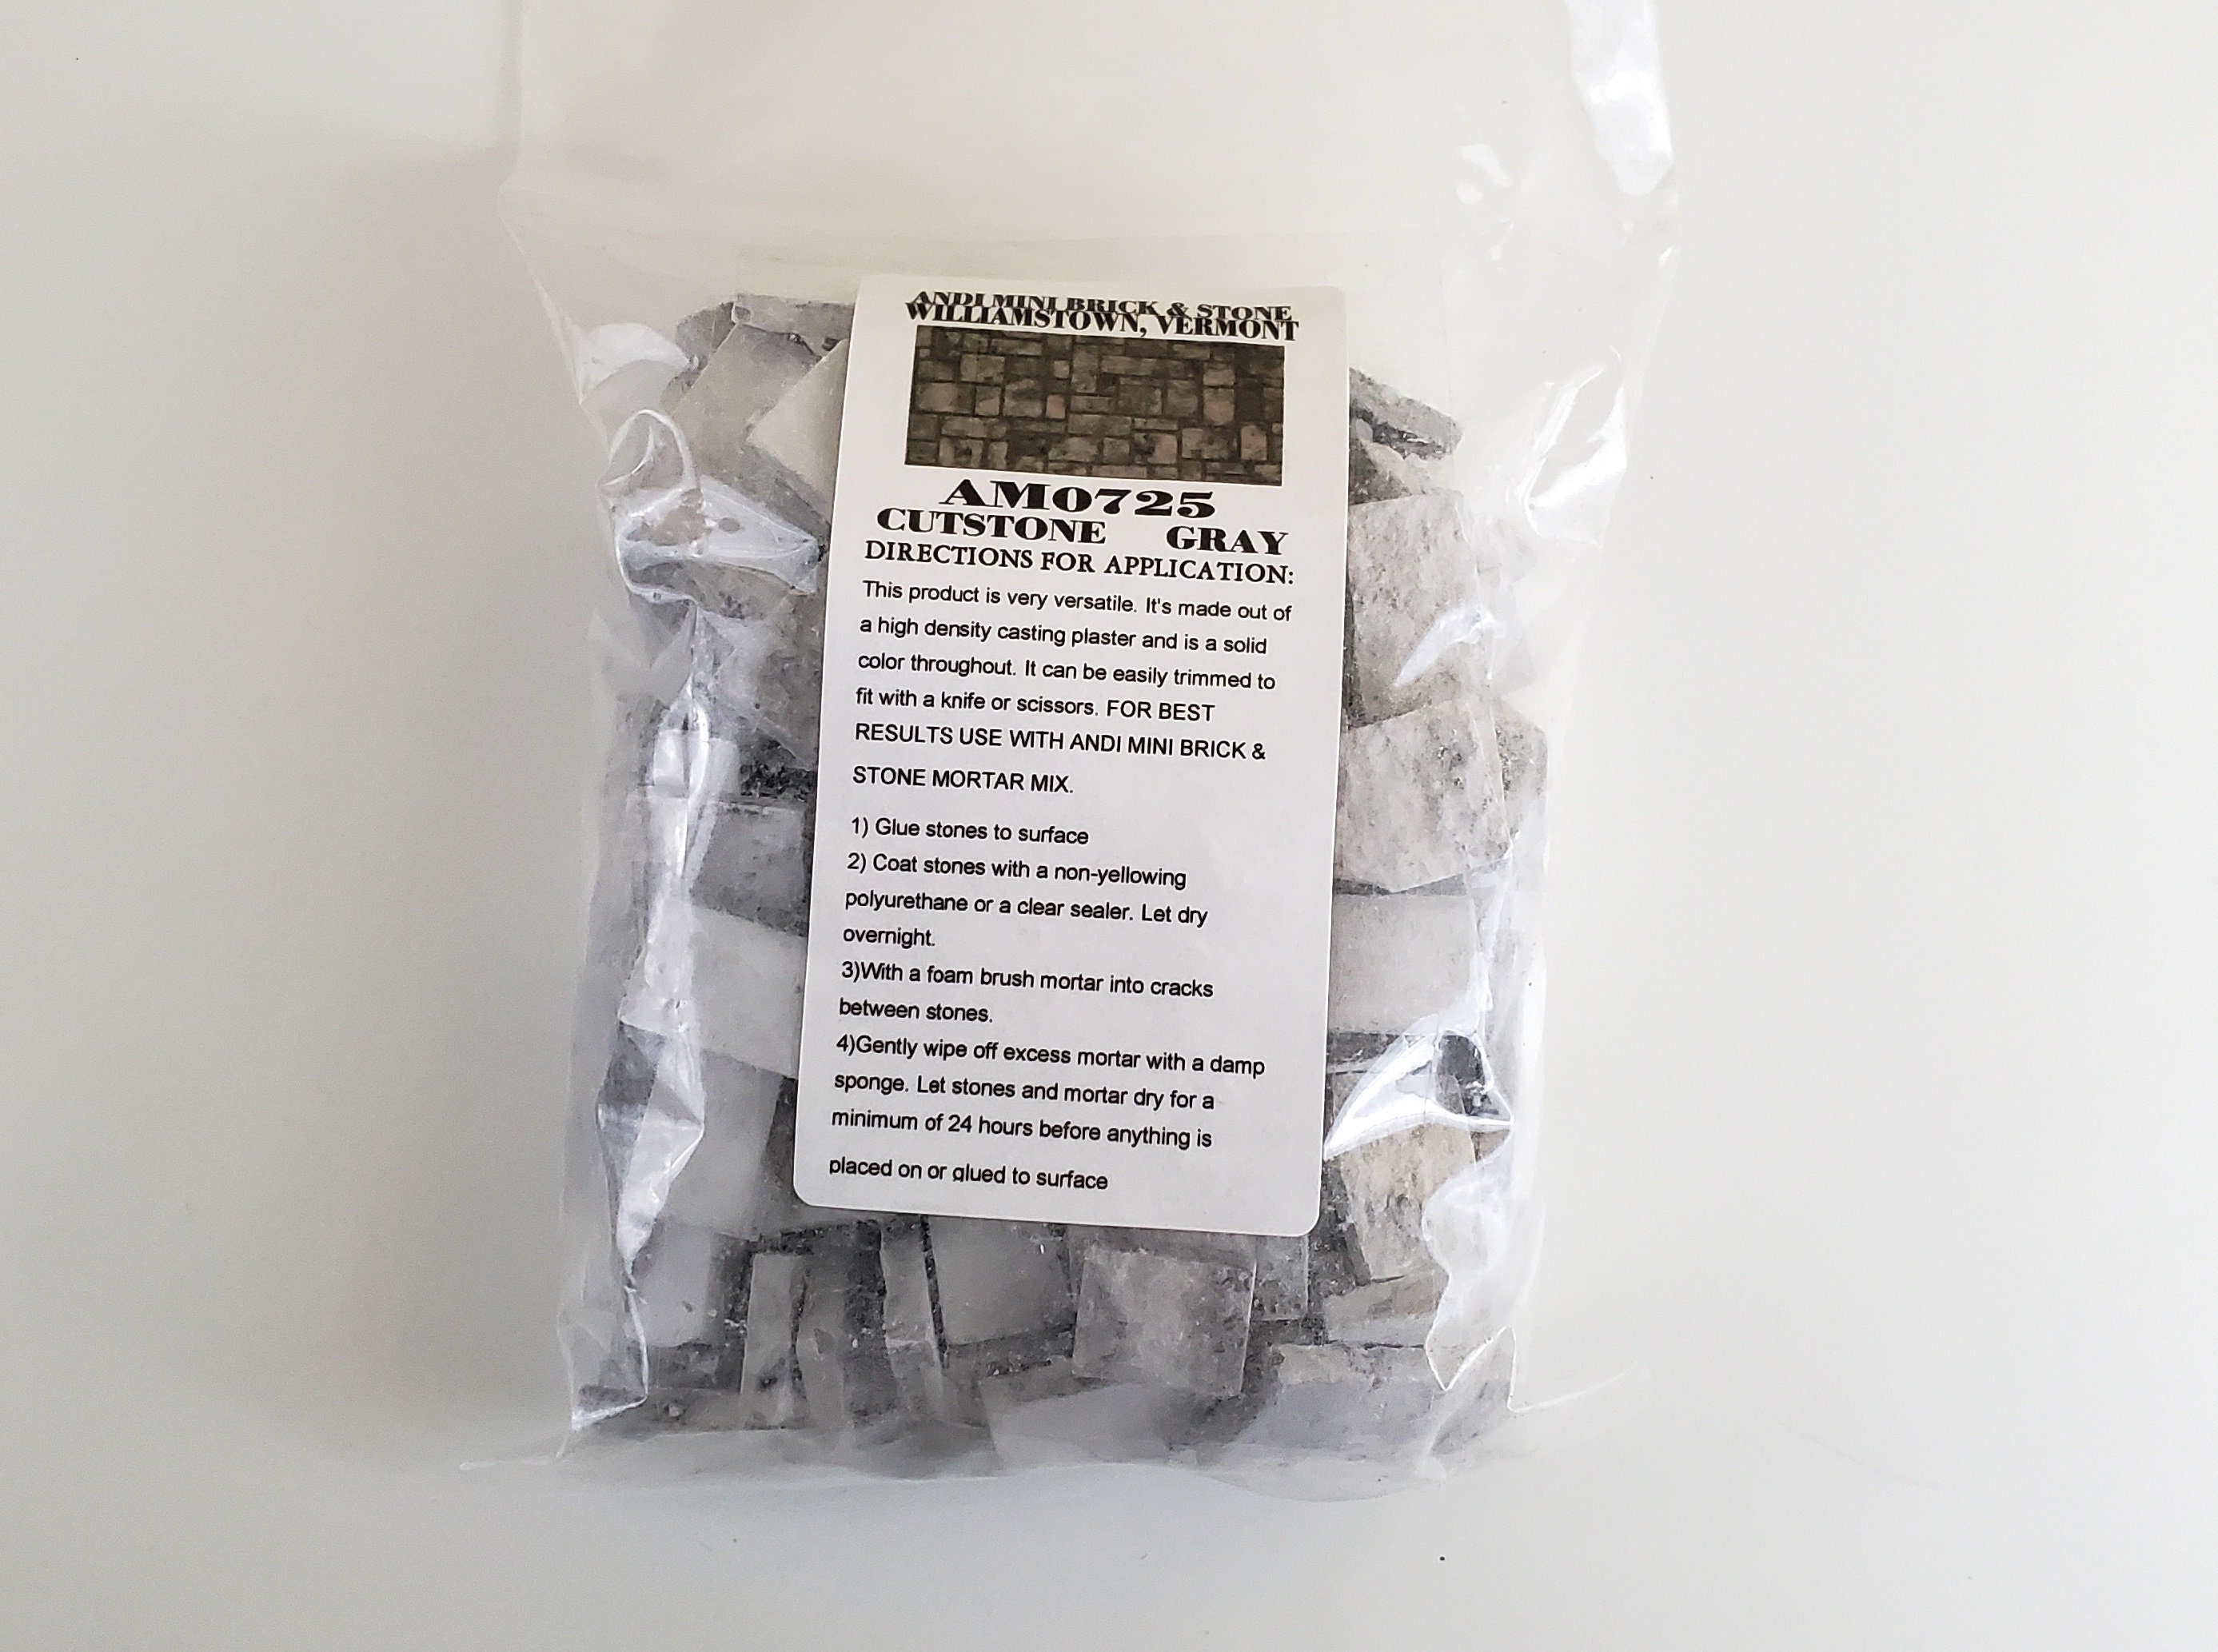 ANDI MINI BRICK & STONE
WILLIAMSTOWN, VERMONT
AM0725
CUTSTONE GRAY
DIRECTIONS FOR APPLICATION:
This product is very versatile. It's made out of
a high density casting plaster and is a solid
color throughout. It can be easily trimmed to
fit with a knife or scissors. FOR BEST
RESULTS USE WITH ANDI MINI BRICK &
STONE MORTAR MIX.
1) Glue stones to surface
2) Coat stones with a non-yellowing
polyurethane or a clear sealer. Let dry
overnight.
3)With a foam brush mortar into cracks
between stones.
4)Gently wipe off excess mortar with a damp
sponge. Let stones and mortar dry for a
minimum of 24 hours before anything is
placed on or glued to surface